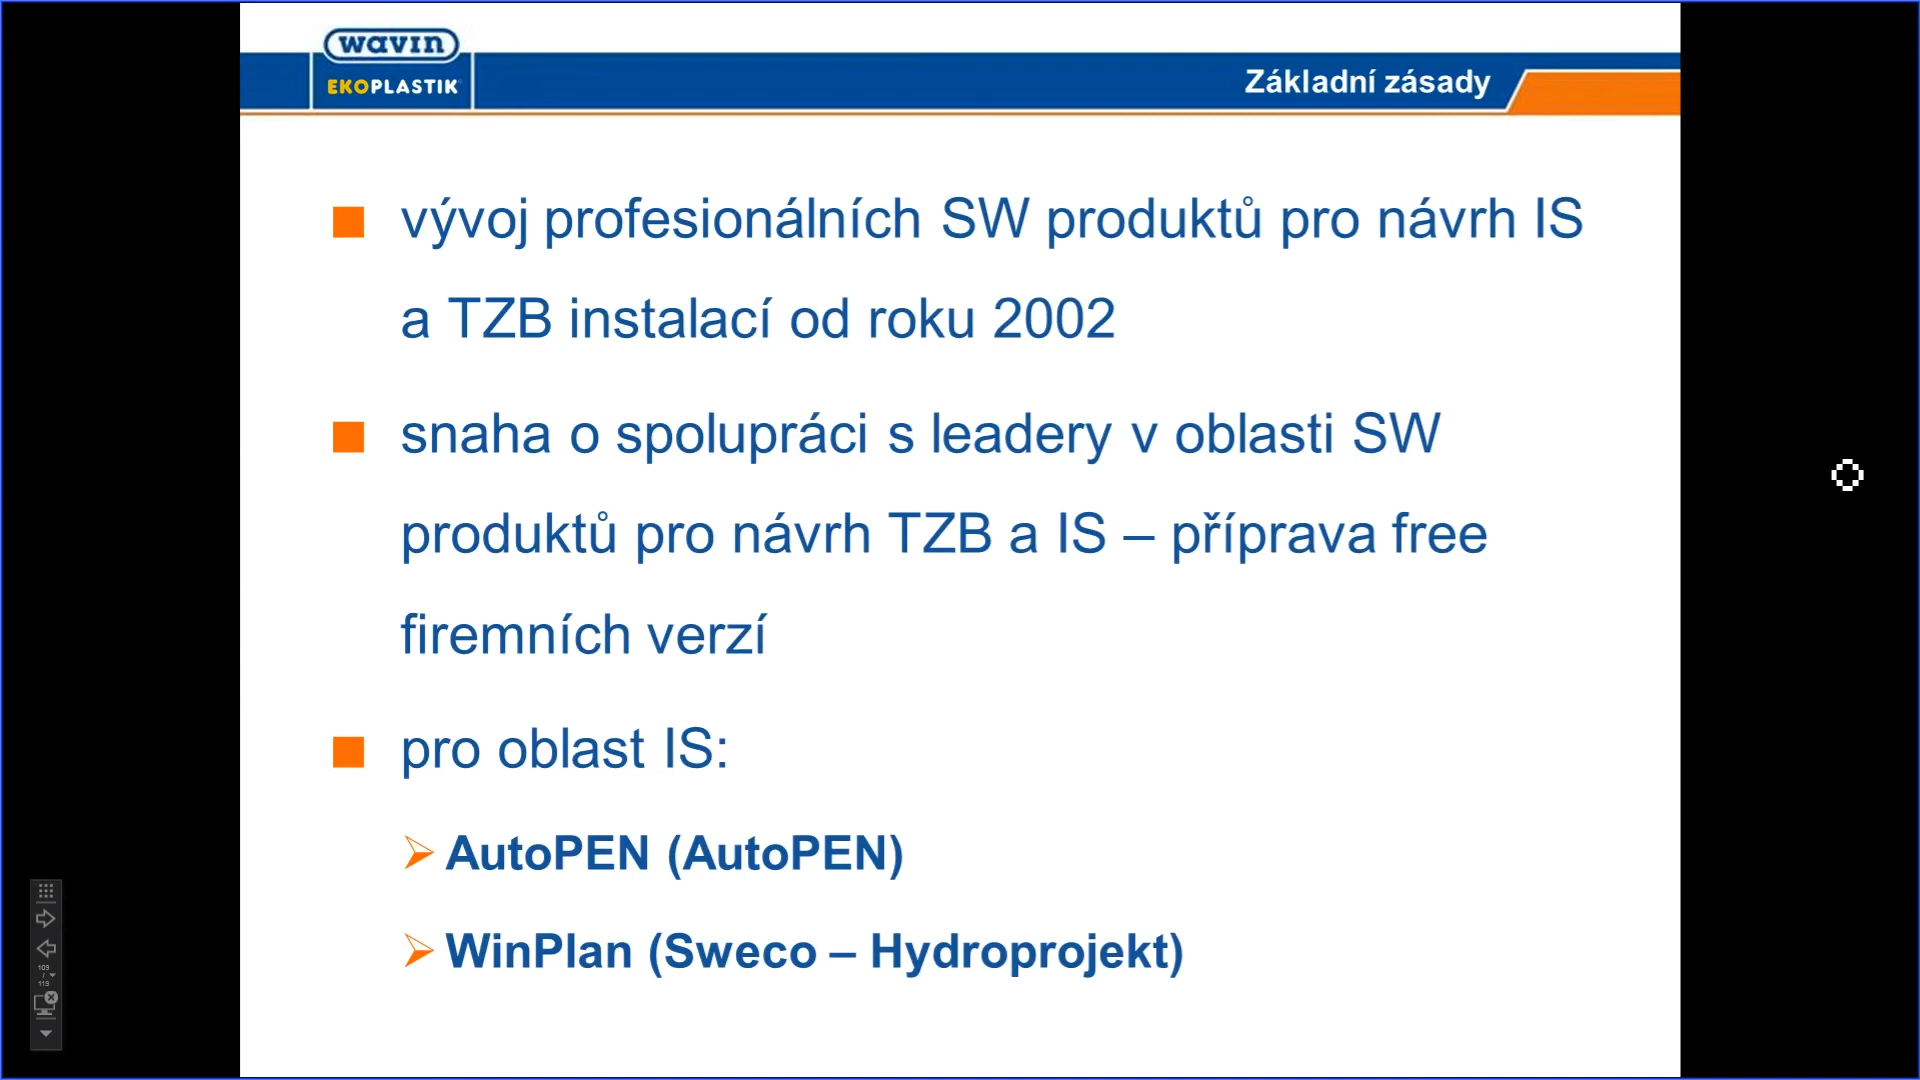 wavin
EKOPLASTIK
Základní zásady
vývoj profesionálních SW produktů pro návrh IS
a TZB instalací od roku 2002
snaha o spolupráci s leadery v oblasti SW
produktů pro návrh TZB a IS – příprava free
firemních verzí
pro oblast IS:
AutoPEN (AutoPEN)
WinPlan (Sweco – Hydroprojekt)
109
/
119